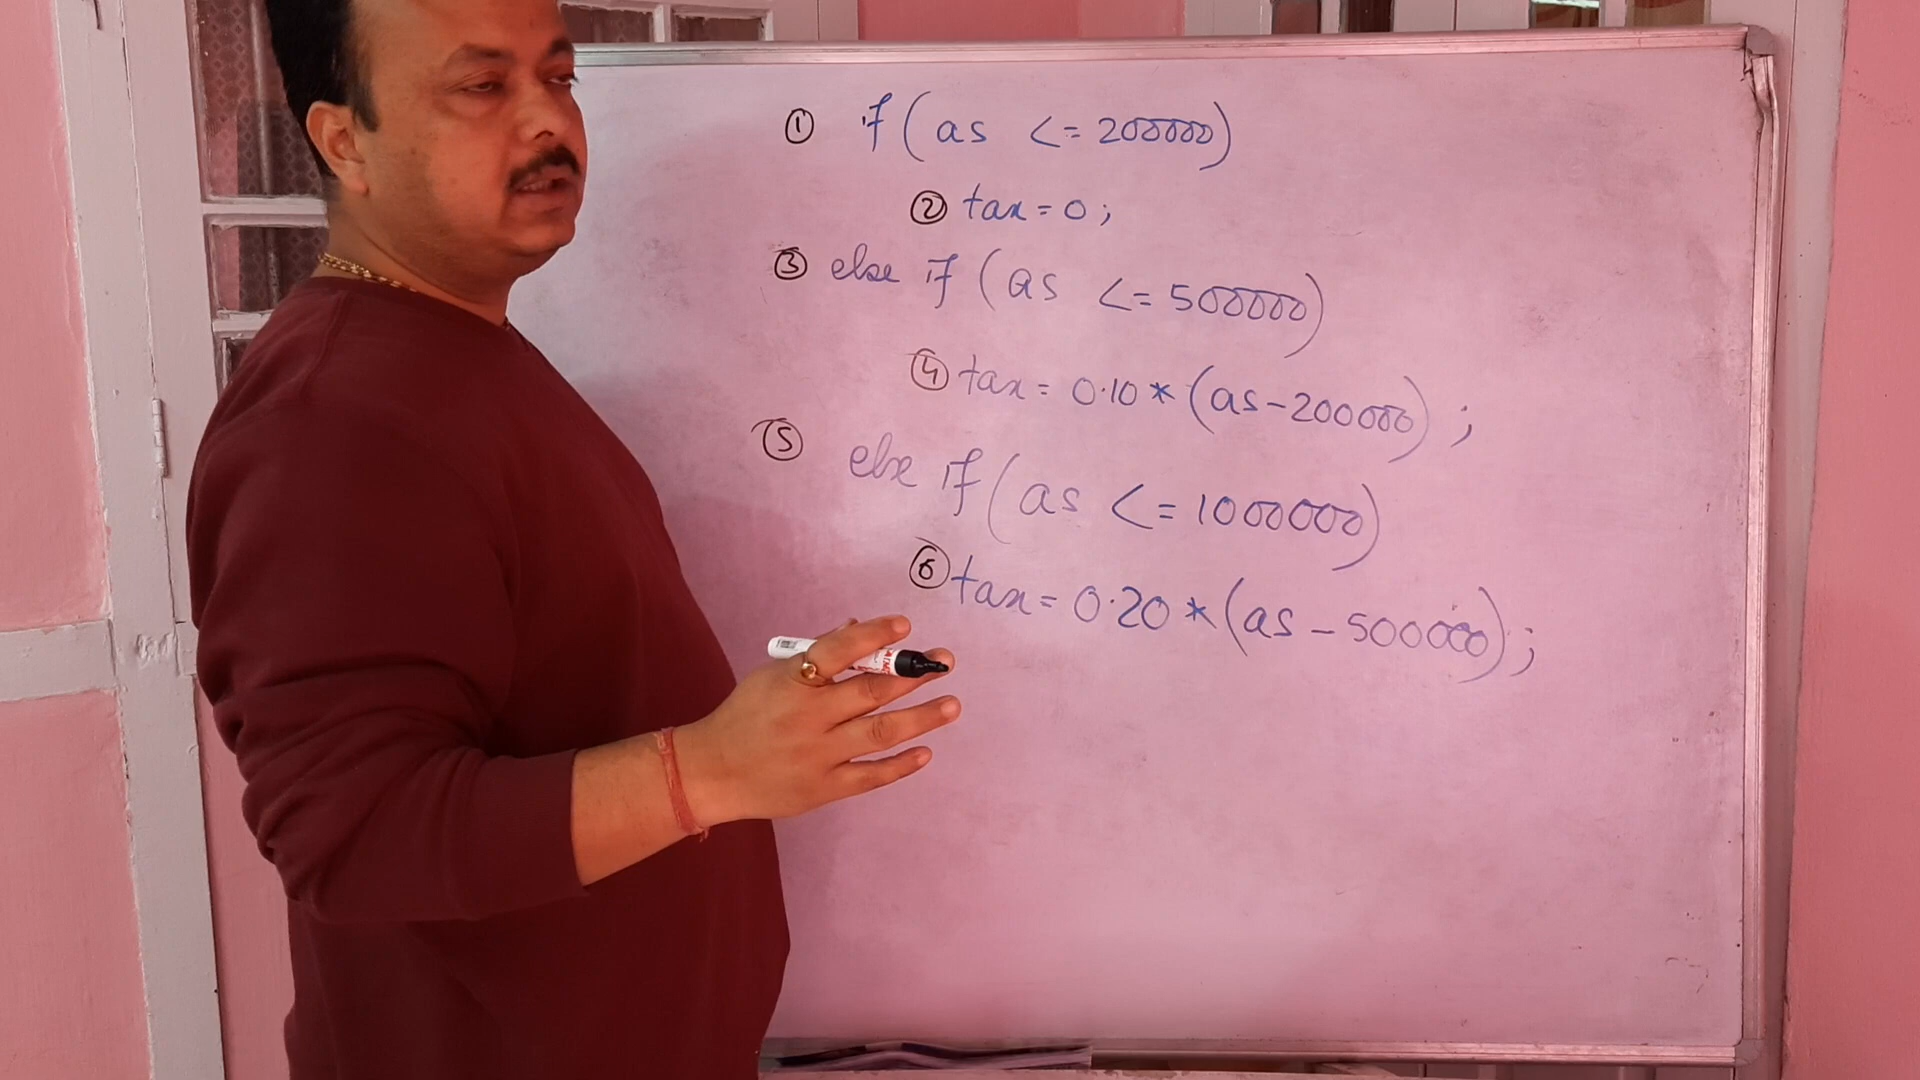 ① if (as <= 200000)
② tax = 0;
③ else if (as <= 500000)
④ tax = 0.10 * (as - 200000);
⑤ else if (as <= 1000000)
⑥ tax = 0.20 * (as - 500000);